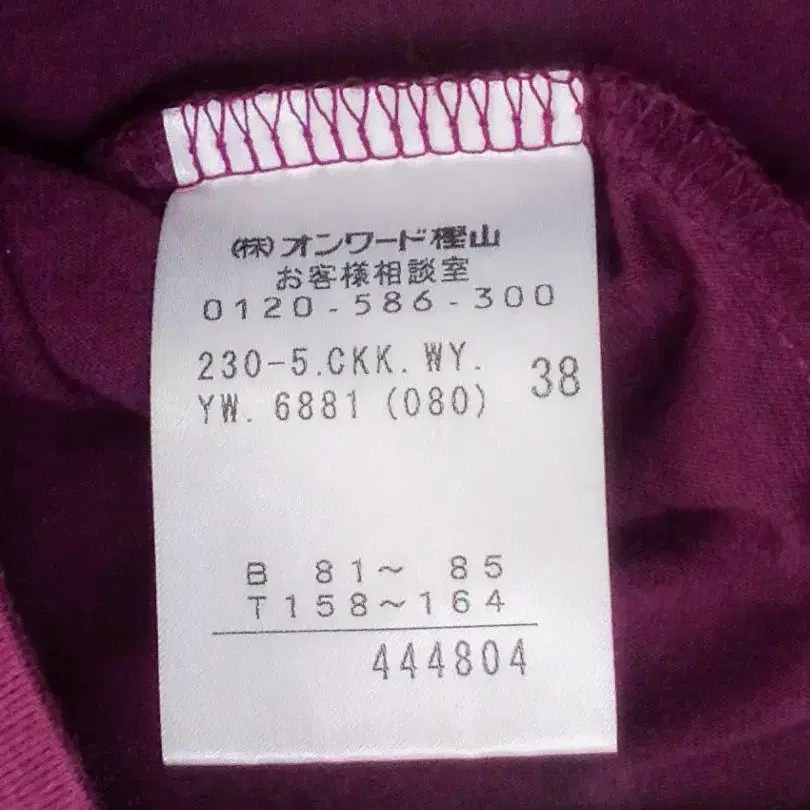 (株)オンワード樫山
お客様相談室
0120-586-300
230-5.CKK.WY. 38
YW.6881(080)
B 81～ 85
T158～164
444804